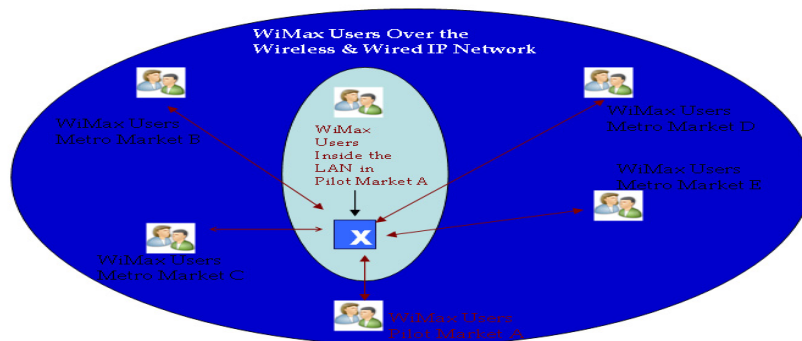 WiMax Users Over the
Wireless & Wired IP Network
WiMax Users
Metro Market B
WiMax
Users
Inside the
LAN in
Pilot Market A
WiMax Users
Metro Market D
WiMax Users
Metro Market E
X
WiMax Users
Metro Market C
WiMax Users
Pilot Market A